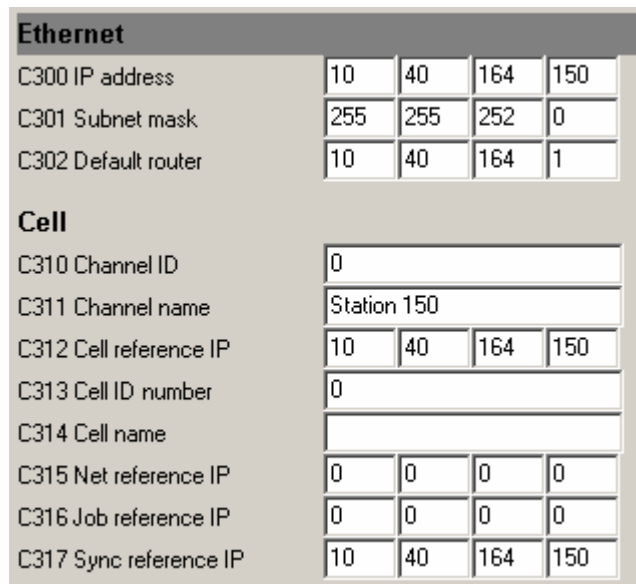 Ethernet
C300 IP address 10 40 164 150
C301 Subnet mask 255 255 252 0
C302 Default router 10 40 164 1
Cell
C310 Channel ID 0
C311 Channel name Station 150
C312 Cell reference IP 10 40 164 150
C313 Cell ID number 0
C314 Cell name
C315 Net reference IP 0 0 0 0
C316 Job reference IP 0 0 0 0
C317 Sync reference IP 10 40 164 150